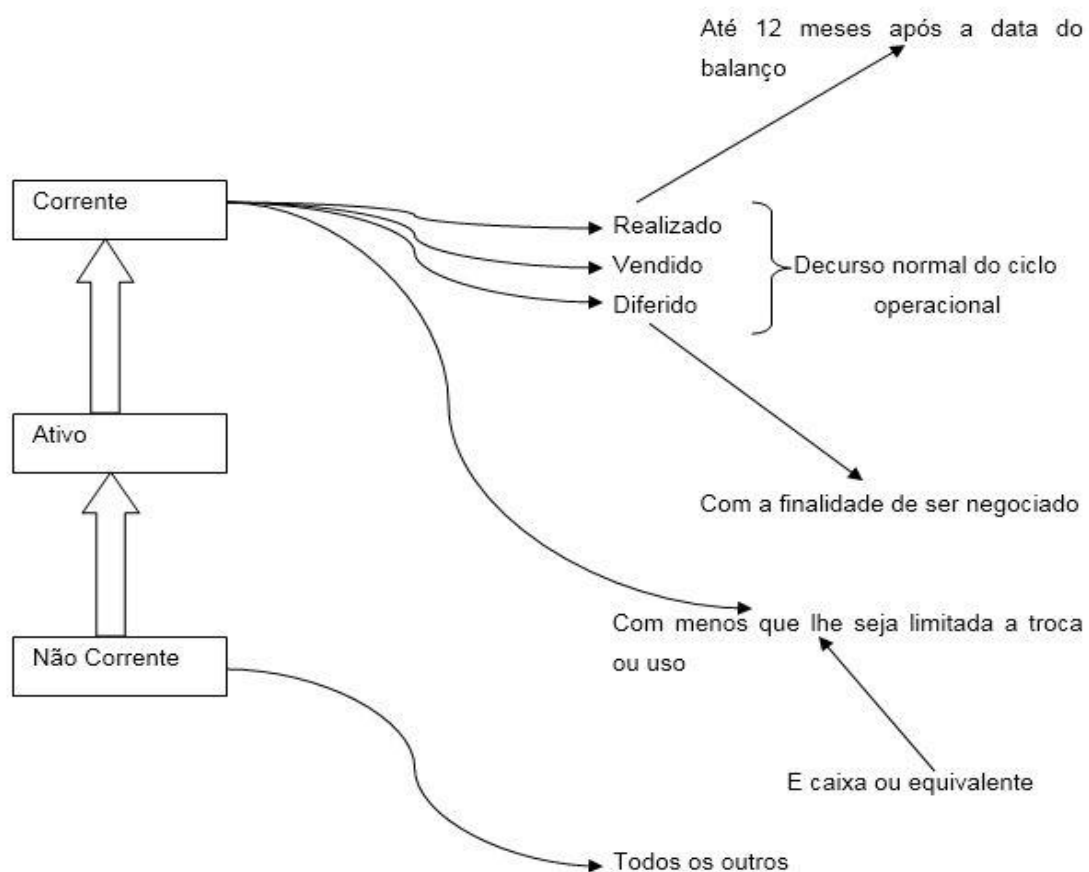 Até 12 meses após a data do
balanço
Corrente
Realizado
Vendido
Diferido
Decurso normal do ciclo
operacional
Ativo
Com a finalidade de ser negociado
Com menos que lhe seja limitada a troca
ou uso
Não Corrente
E caixa ou equivalente
Todos os outros